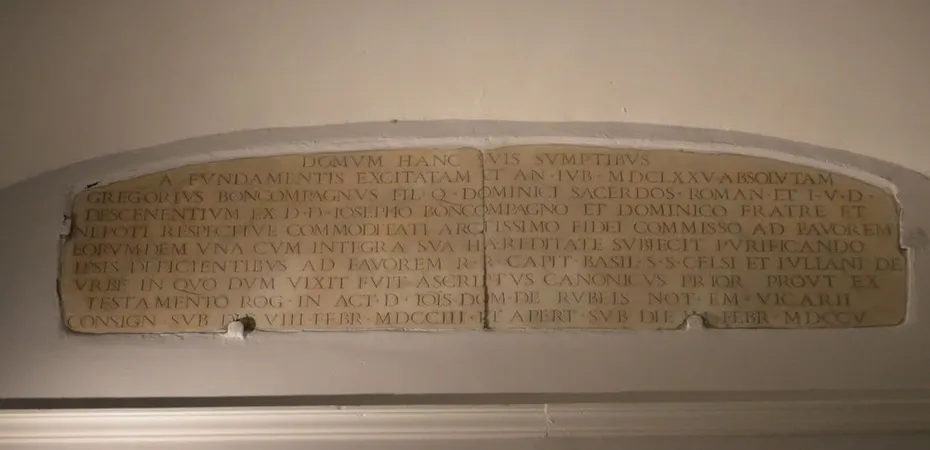 DOMVM HANC SVIS SVMPTIBVS
A FVNDAMENTIS EXCITATAM ET AN · IVB · MDCLXXV · ABSOLVTAM
GREGORIVS BONCOMPAGNVS FIL · Q · DOMINICI SACERDOS · ROMAN · ET I · V · D ·
DESCENENTIVM EX D · D · IOSEPHO BONCOMPAGNO ET DOMINICO FRATRE ET
NEPOTI RESPECTIVE COMMODITATI ARCTISSIMO FIDEI COMMISSO AD FAVOREM
EORVMDEM VNA CVM INTEGRA SVA HAEREDITATE SVBIECIT PVRIFICANDO
IPSIS DEFICIENTIBVS AD FAVOREM R · R · CAPIT · BASIL · S · S · CELSI ET IVLIANI DE
VRBE IN QVO DVM VIXIT FVIT ASCRIPTVS CANONICVS PRIOR PROVT EX
TESTAMENTO ROG · IN ACT · D · IOIS · DOM · DE RVBEIS NOT · EM · VICARII
CONSIGN SVB DIE VIII · FEBR · MDCCIII · ET APERT · SVB DIE FEBR · MDCCV